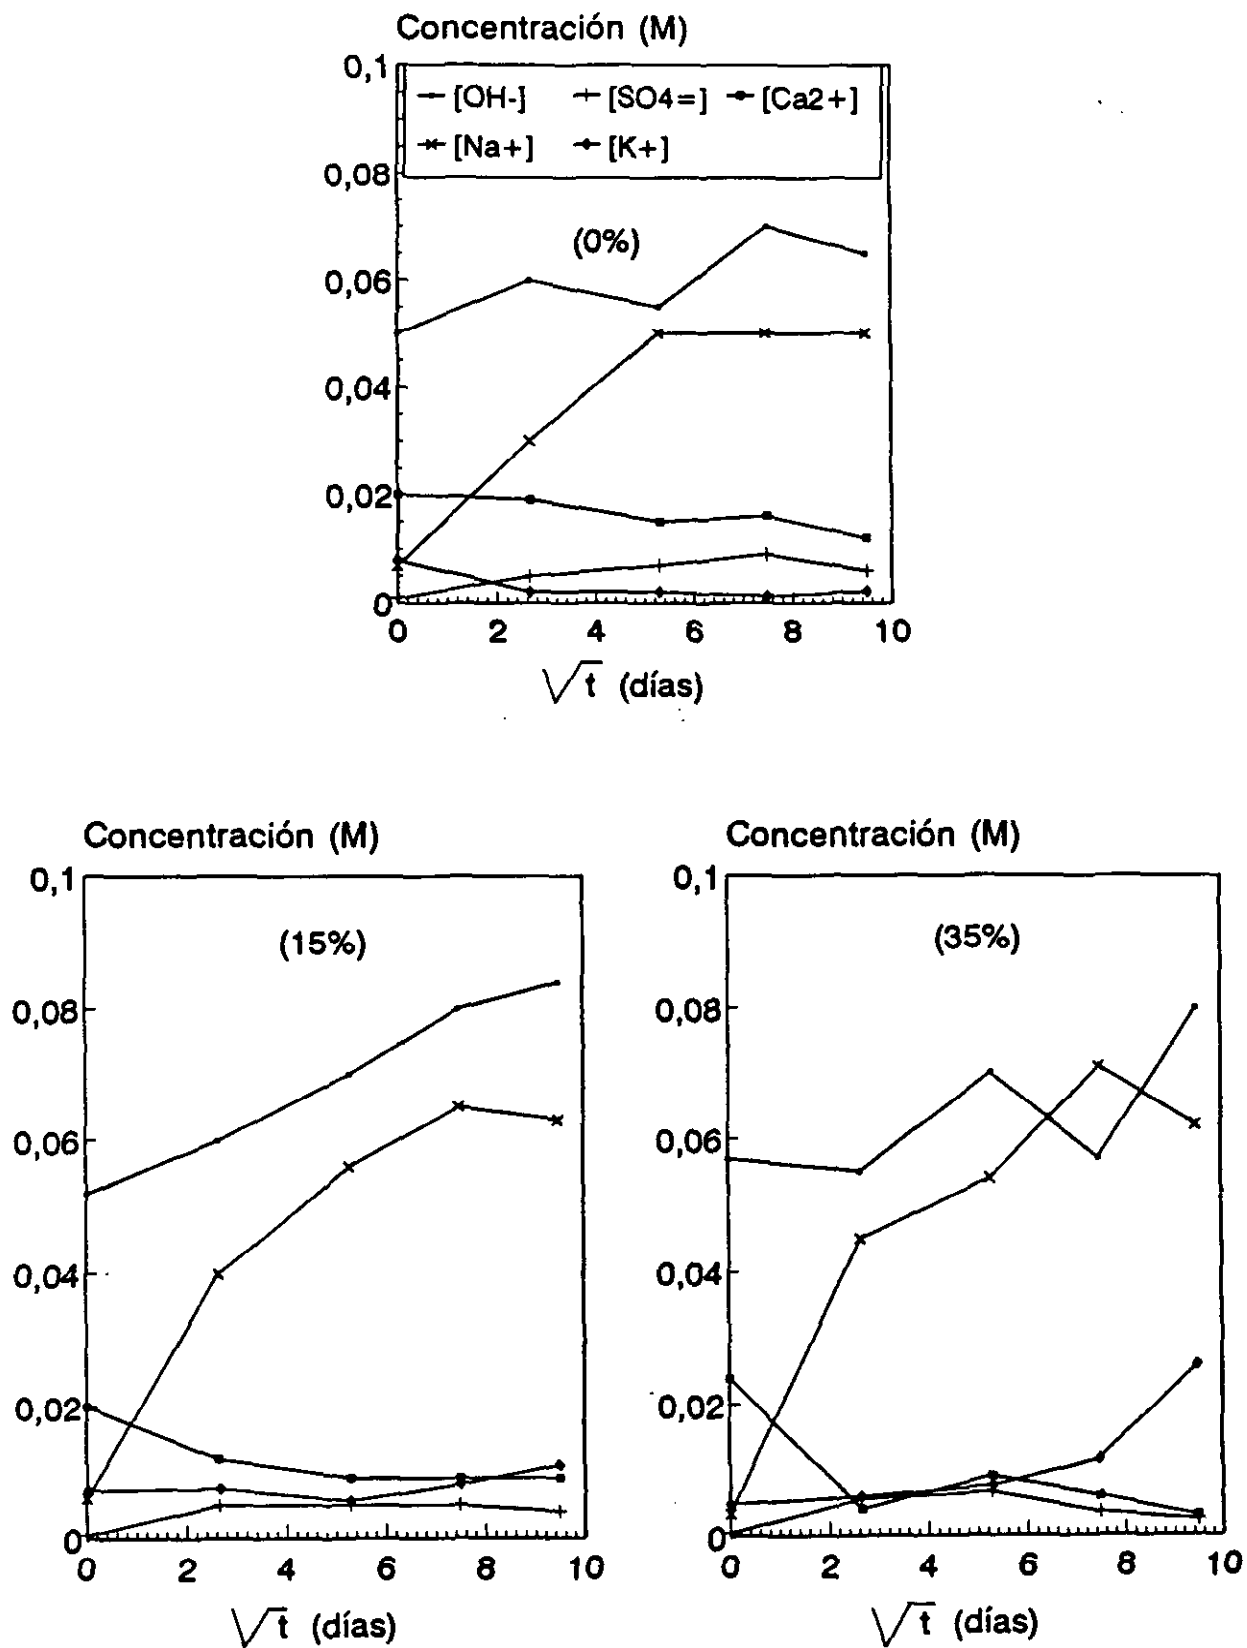 Concentración (M)
0,1
[OH-] [SO4=] [Ca2+]
[Na+] [K+]
0,08
(0%)
0,06
0,04
0,02
0
0 2 4 6 8 10
√t (días)
Concentración (M)
0,1
(15%)
0,08
0,06
0,04
0,02
0
0 2 4 6 8 10
√t (días)
Concentración (M)
0,1
(35%)
0,08
0,06
0,04
0,02
0
0 2 4 6 8 10
√t (días)